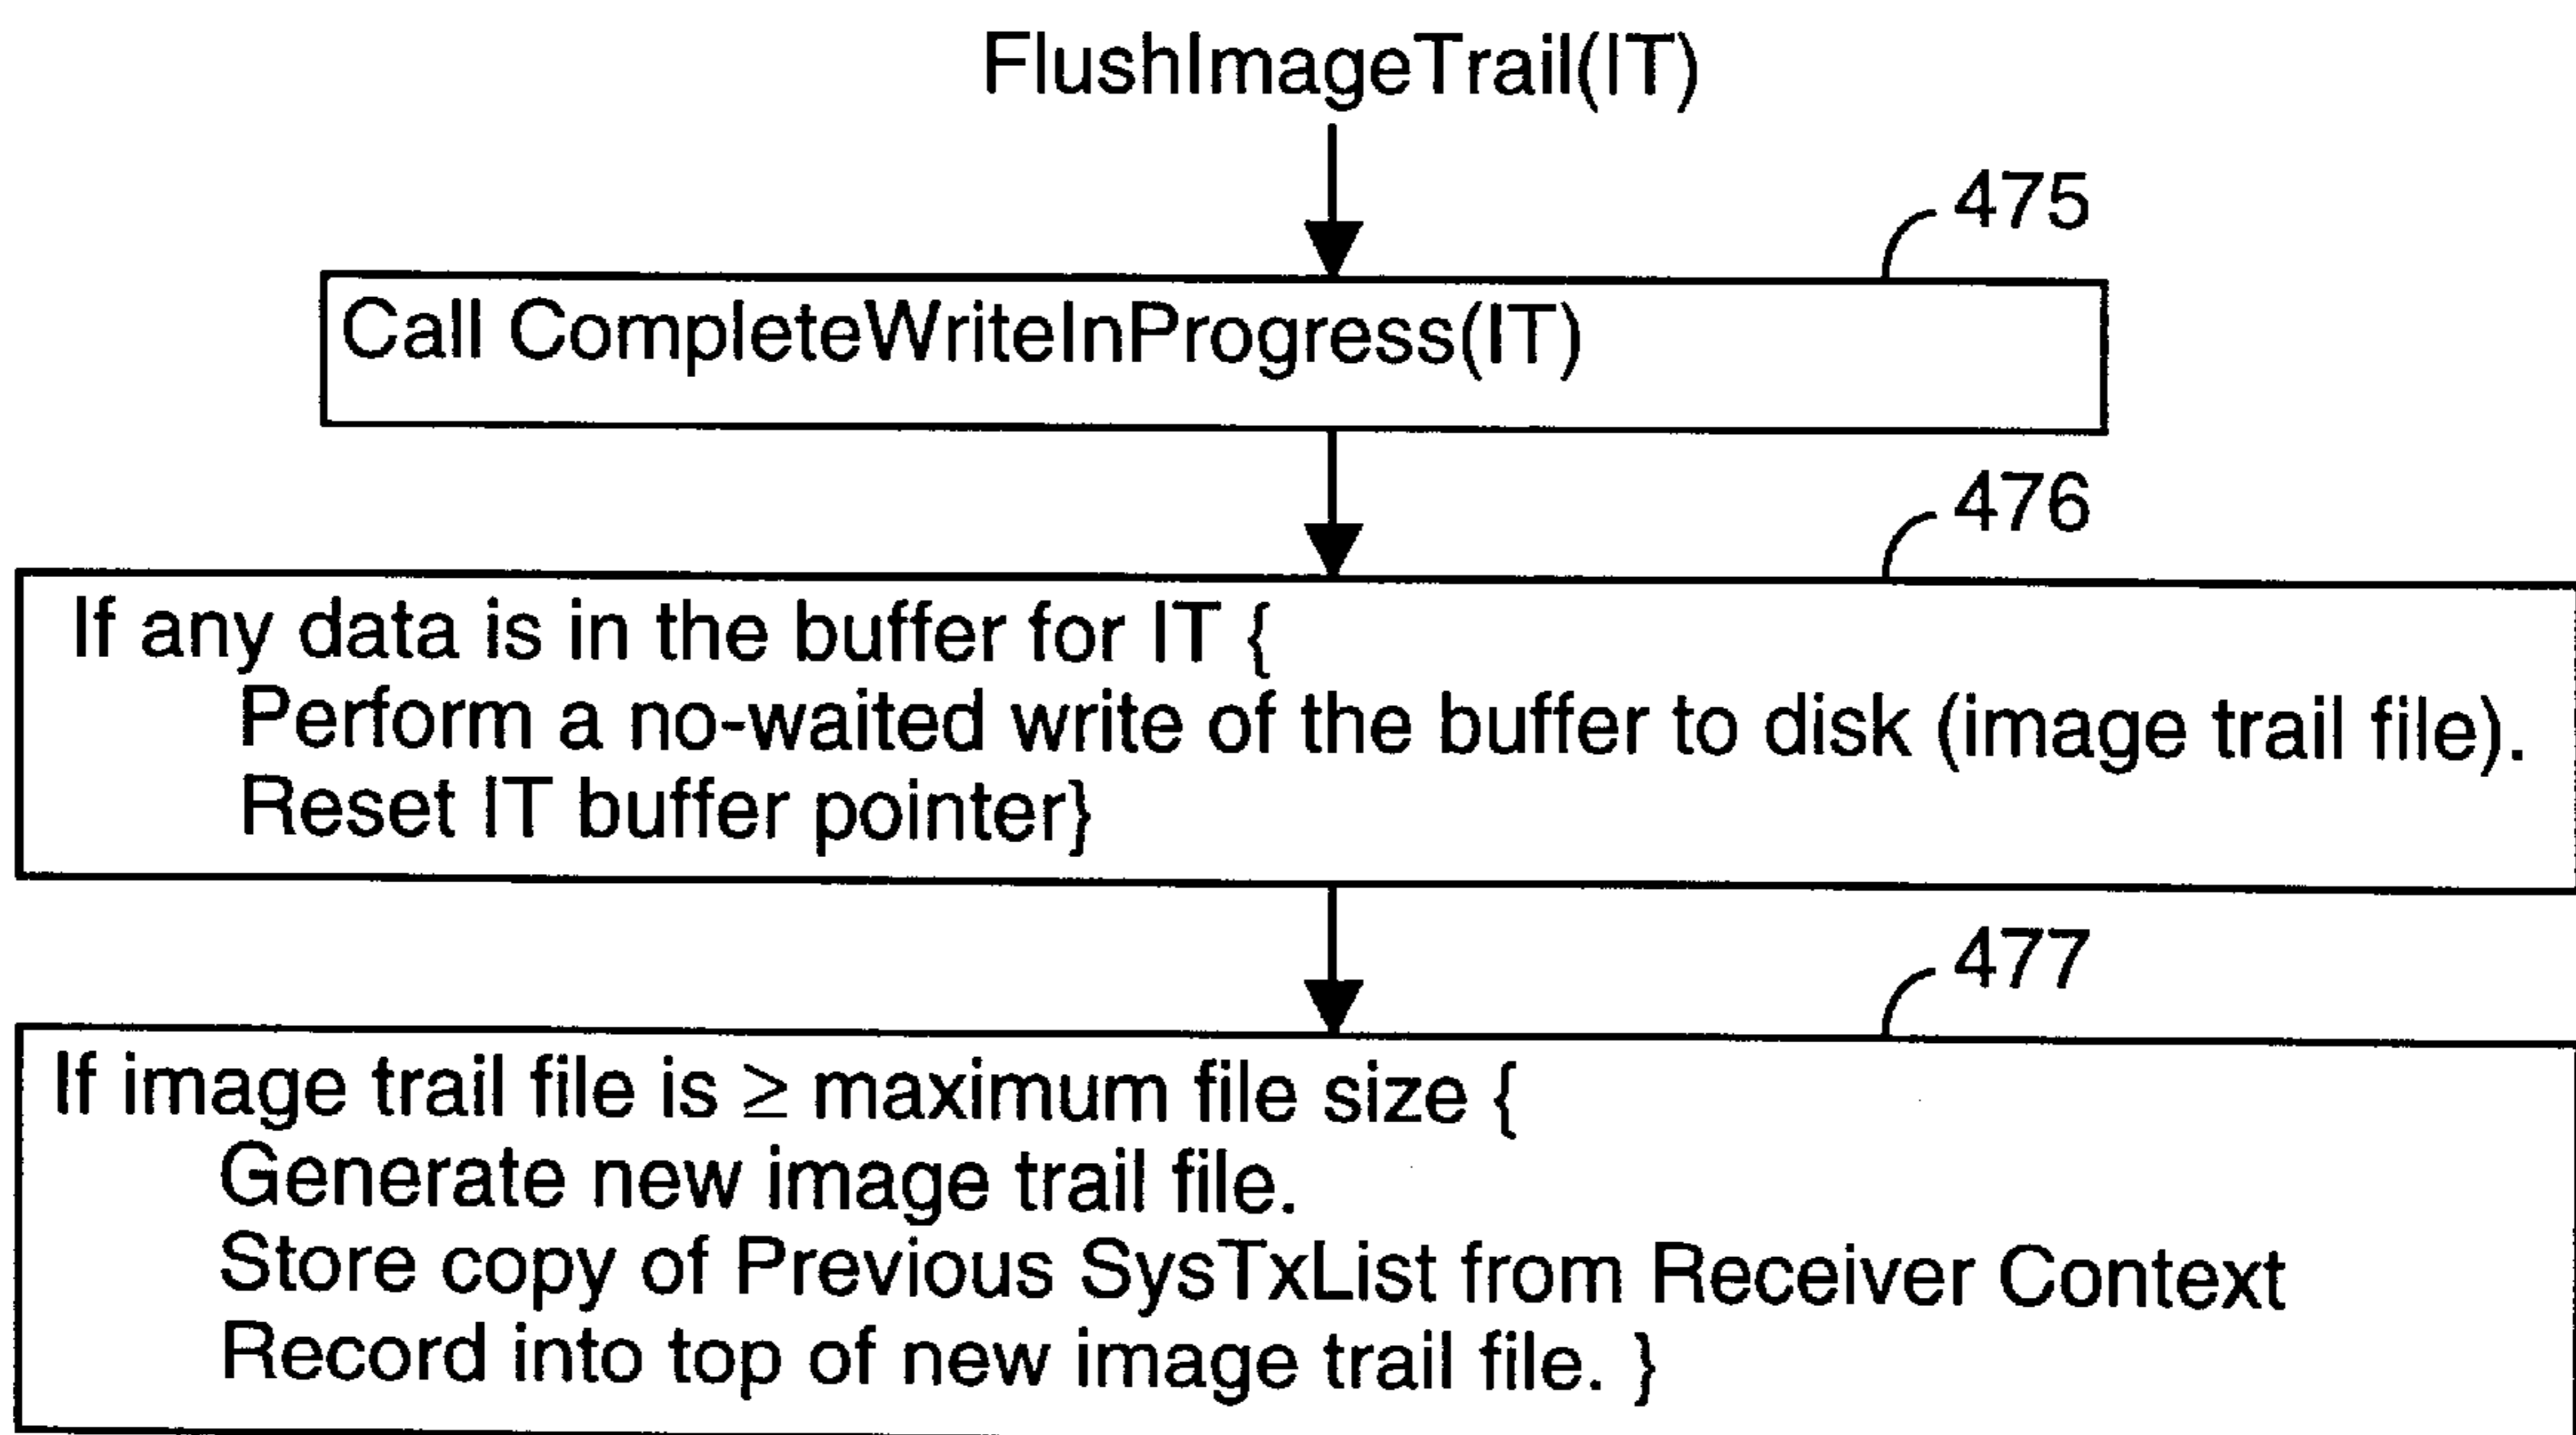 FlushImageTrail(IT)
475
Call CompleteWriteInProgress(IT)
476
If any data is in the buffer for IT {
Perform a no-waited write of the buffer to disk (image trail file).
Reset IT buffer pointer}
477
If image trail file is ≥ maximum file size {
Generate new image trail file.
Store copy of Previous SysTxList from Receiver Context
Record into top of new image trail file. }